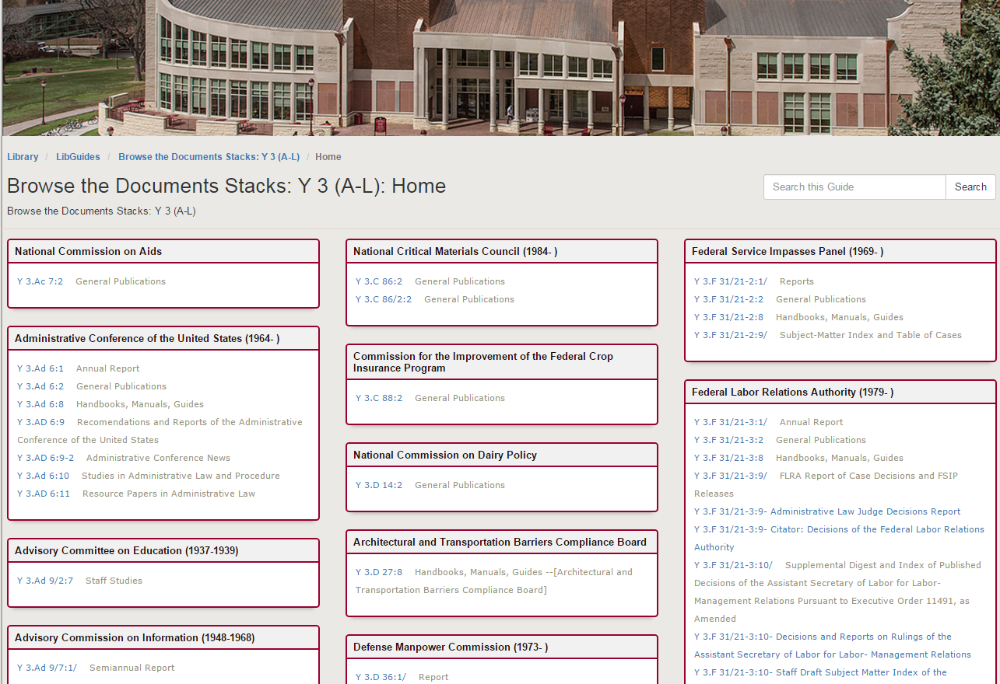 Library / LibGuides / Browse the Documents Stacks: Y 3 (A-L) / Home
Browse the Documents Stacks: Y 3 (A-L): Home
Search this Guide
Search
Browse the Documents Stacks: Y 3 (A-L)
National Commission on Aids
Y 3.Ac 7:2 General Publications
Administrative Conference of the United States (1964- )
Y 3.Ad 6:1 Annual Report
Y 3.Ad 6:2 General Publications
Y 3.Ad 6:8 Handbooks, Manuals, Guides
Y 3.AD 6:9 Recomendations and Reports of the Administrative
Conference of the United States
Y 3.AD 6:9-2 Administrative Conference News
Y 3.Ad 6:10 Studies in Administrative Law and Procedure
Y 3.AD 6:11 Resource Papers in Administrative Law
Advisory Committee on Education (1937-1939)
Y 3.Ad 9/2:7 Staff Studies
Advisory Commission on Information (1948-1968)
Y 3.Ad 9/7:1/ Semiannual Report
National Critical Materials Council (1984- )
Y 3.C 86:2 General Publications
Y 3.C 86/2:2 General Publications
Commission for the Improvement of the Federal Crop
Insurance Program
Y 3.C 88:2 General Publications
National Commission on Dairy Policy
Y 3.D 14:2 General Publications
Architectural and Transportation Barriers Compliance Board
Y 3.D 27:8 Handbooks, Manuals, Guides --[Architectural and
Transportation Barriers Compliance Board]
Defense Manpower Commission (1973- )
Y 3.D 36:1/ Report
Federal Service Impasses Panel (1969- )
Y 3.F 31/21-2:1/ Reports
Y 3.F 31/21-2:2 General Publications
Y 3.F 31/21-2:8 Handbooks, Manuals, Guides
Y 3.F 31/21-2:9/ Subject-Matter Index and Table of Cases
Federal Labor Relations Authority (1979- )
Y 3.F 31/21-3:1/ Annual Report
Y 3.F 31/21-3:2 General Publications
Y 3.F 31/21-3:8 Handbooks, Manuals, Guides
Y 3.F 31/21-3:9/ FLRA Report of Case Decisions and FSIP
Releases
Y 3.F 31/21-3:9- Administrative Law Judge Decisions Report
Y 3.F 31/21-3:9- Citator: Decisions of the Federal Labor Relations
Authority
Y 3.F 31/21-3:10/ Supplemental Digest and Index of Published
Decisions of the Assistant Secretary of Labor for Labor-
Management Relations Pursuant to Executive Order 11491, as
Amended
Y 3.F 31/21-3:10- Decisions and Reports on Rulings of the
Assistant Secretary of Labor for Labor- Management Relations
Y 3.F 31/21-3:10- Staff Draft Subject Matter Index of the